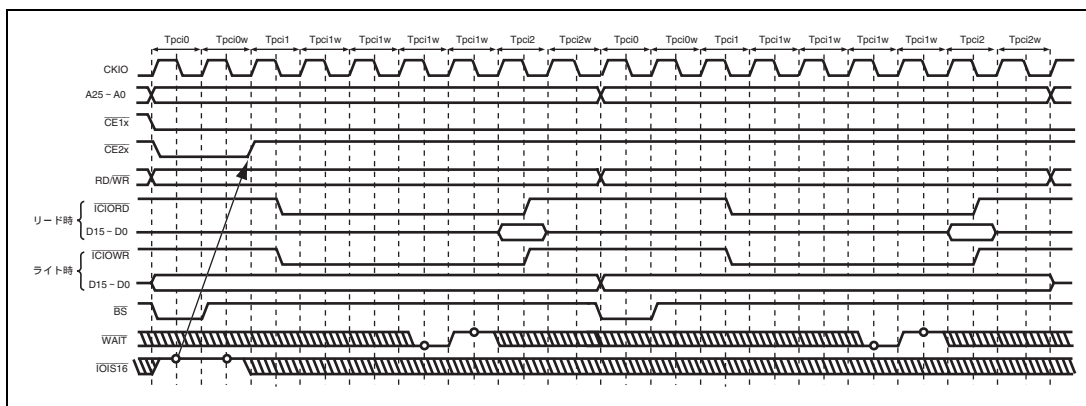 Tpci0 Tpci0w Tpci1 Tpci1w Tpci1w Tpci1w Tpci1w Tpci2 Tpci2w Tpci0 Tpci0w Tpci1 Tpci1w Tpci1w Tpci1w Tpci1w Tpci2 Tpci2w
CKIO
A25 − A0
CE1x
CE2x
RD/WR
リード時
ICIORD
D15 − D0
ライト時
ICIOWR
D15 − D0
BS
WAIT
IOIS16